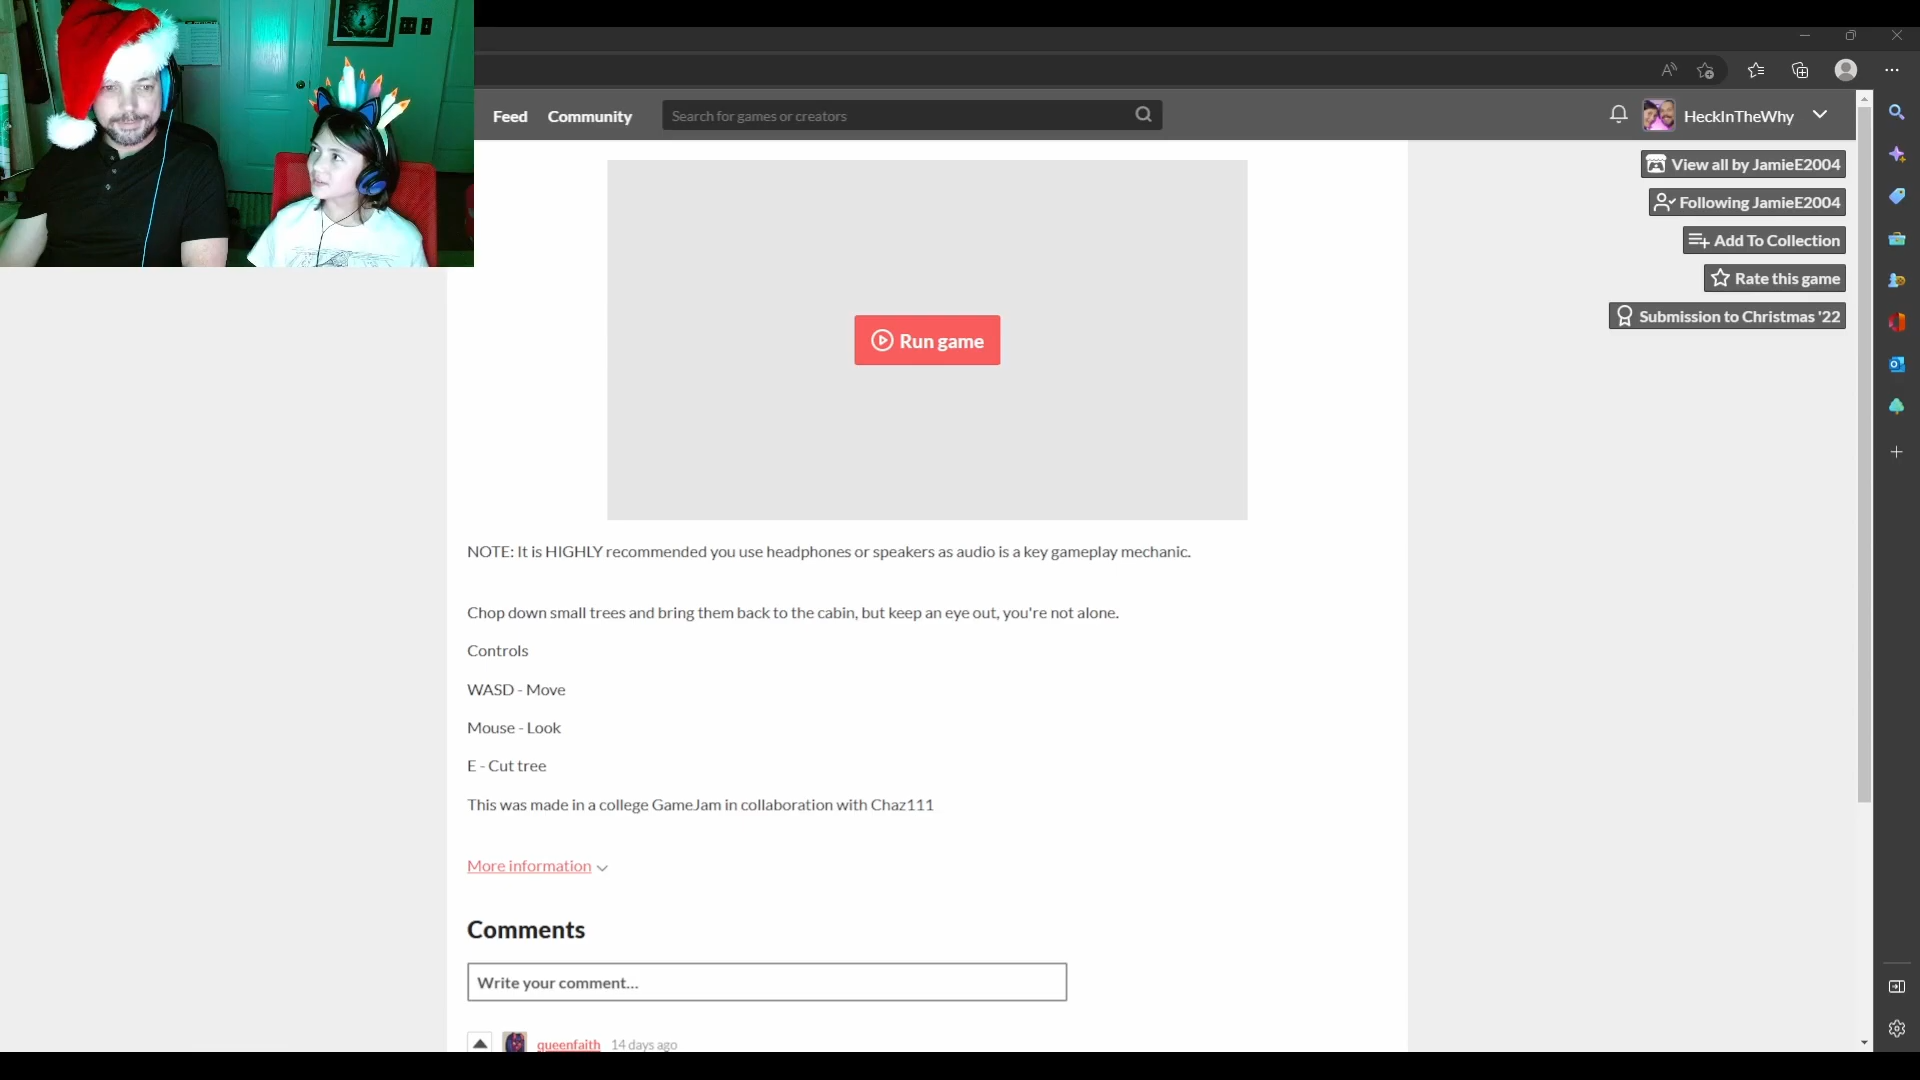 Feed
Community
Search for games or creators
HeckInTheWhy
View all by JamieE2004
Following JamieE2004
Add To Collection
Rate this game
Submission to Christmas '22
Run game
NOTE: It is HIGHLY recommended you use headphones or speakers as audio is a key gameplay mechanic.
Chop down small trees and bring them back to the cabin, but keep an eye out, you're not alone.
Controls
WASD - Move
Mouse - Look
E - Cut tree
This was made in a college GameJam in collaboration with Chaz111
More information
Comments
Write your comment...
queenfaith 14 days ago